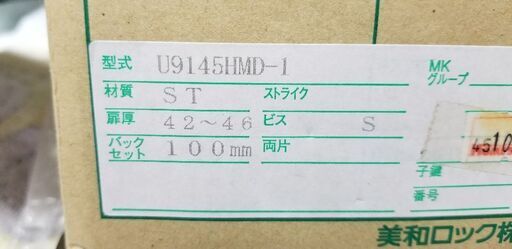 型式 U9145HMD-1 MK グループ
材質 ST ストライク
扉厚 42～46 ビス S
バックセット 100mm 両片
子鍵
番号
4510
美和ロック株